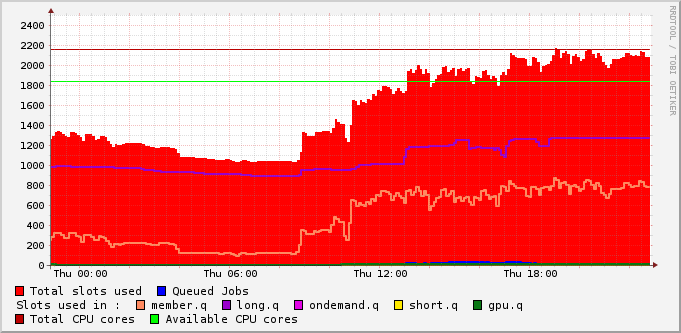 RRDTOOL / TOBI OETIKER
2400
2200
2000
1800
1600
1400
1200
1000
800
600
400
200
0
Thu 00:00 Thu 06:00 Thu 12:00 Thu 18:00
Total slots used Queued Jobs
Slots used in : member.q long.q ondemand.q short.q gpu.q
Total CPU cores Available CPU cores